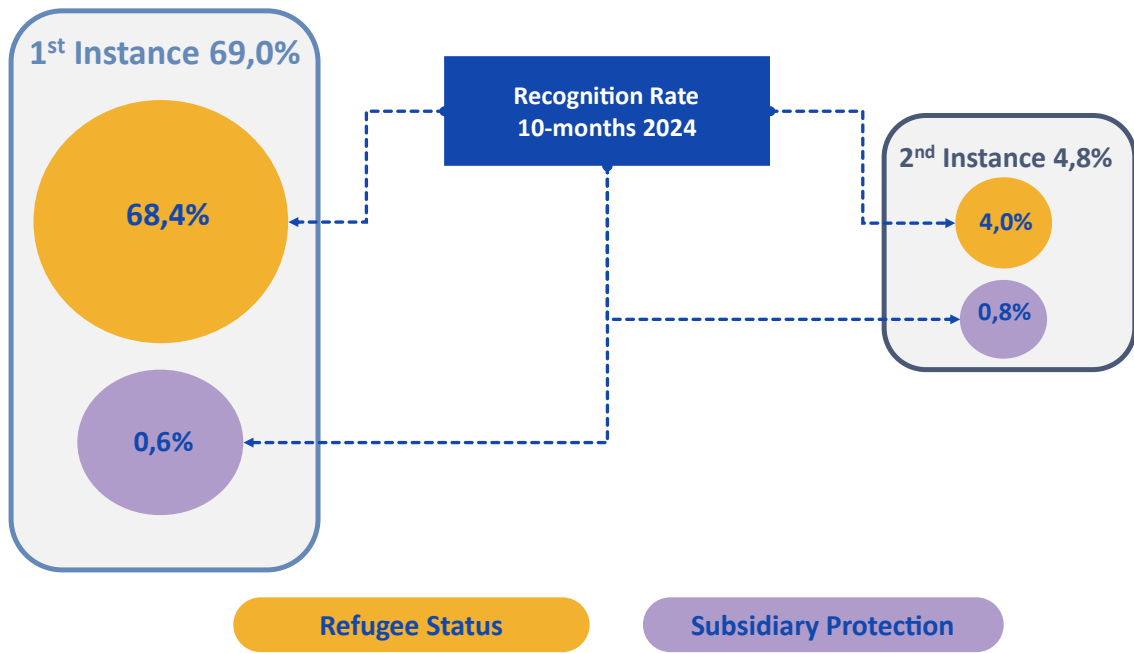 1st Instance 69,0%
68,4%
0,6%
Recognition Rate
10-months 2024
2nd Instance 4,8%
4,0%
0,8%
Refugee Status
Subsidiary Protection